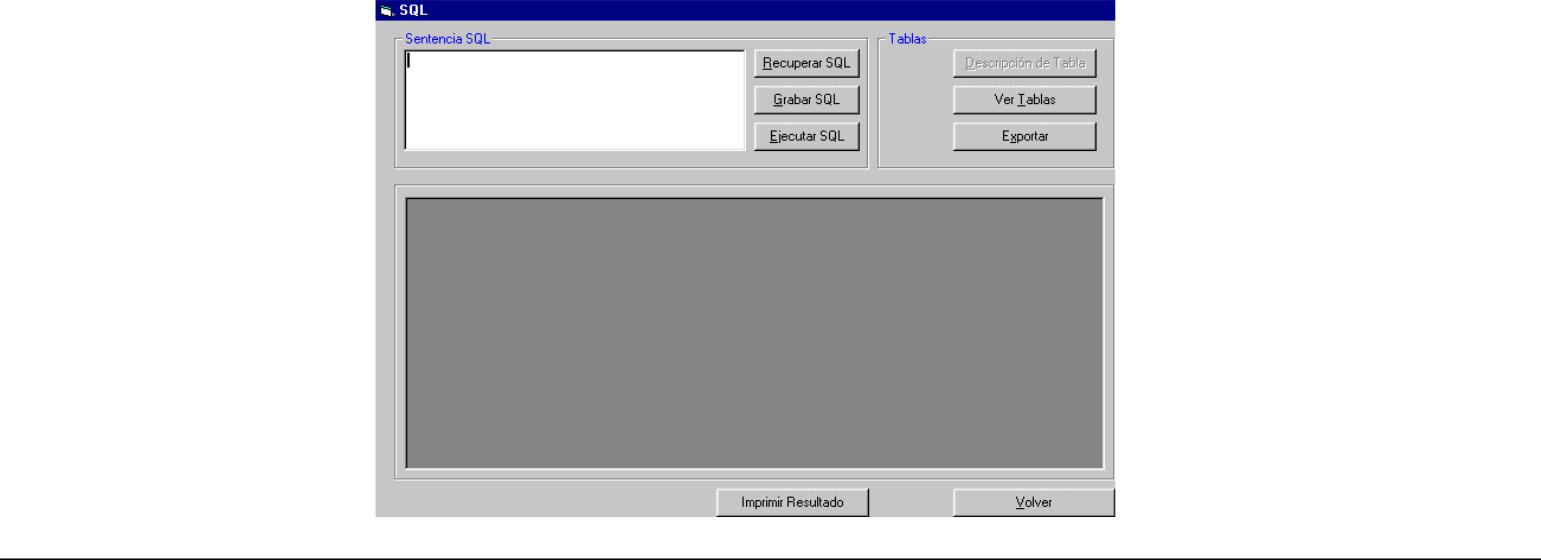 SQL
Sentencia SQL
Recuperar SQL
Grabar SQL
Ejecutar SQL
Tablas
Descripción de Tabla
Ver Tablas
Exportar
Imprimir Resultado
Volver